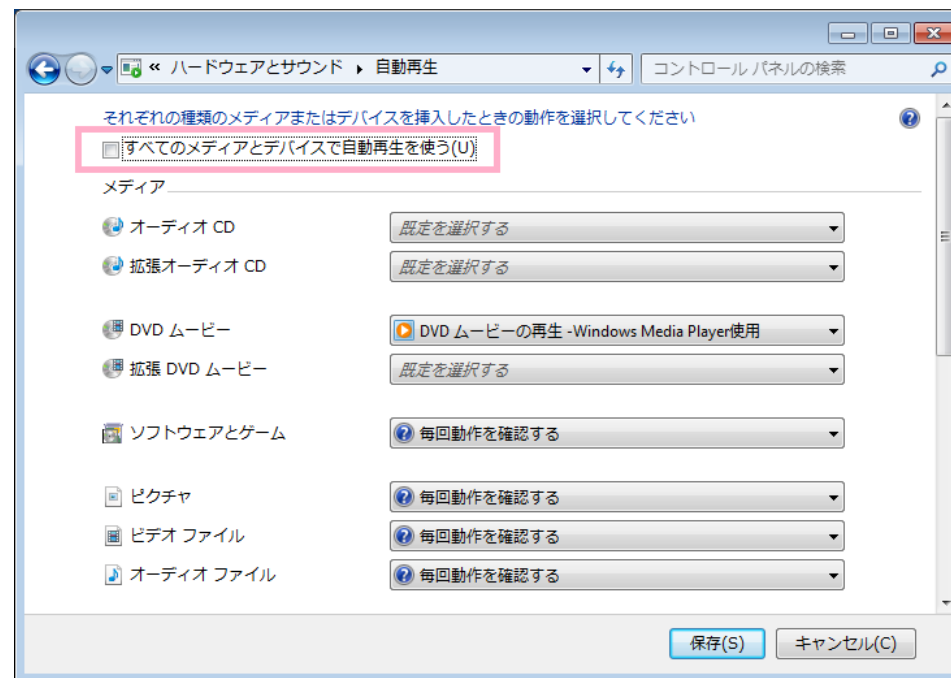 « ハードウェアとサウンド ▸ 自動再生
コントロール パネルの検索
それぞれの種類のメディアまたはデバイスを挿入したときの動作を選択してください
すべてのメディアとデバイスで自動再生を使う(U)
メディア
オーディオ CD 既定を選択する
拡張オーディオ CD 既定を選択する
DVD ムービー DVD ムービーの再生 -Windows Media Player使用
拡張 DVD ムービー 既定を選択する
ソフトウェアとゲーム 毎回動作を確認する
ピクチャ 毎回動作を確認する
ビデオ ファイル 毎回動作を確認する
オーディオ ファイル 毎回動作を確認する
保存(S) キャンセル(C)